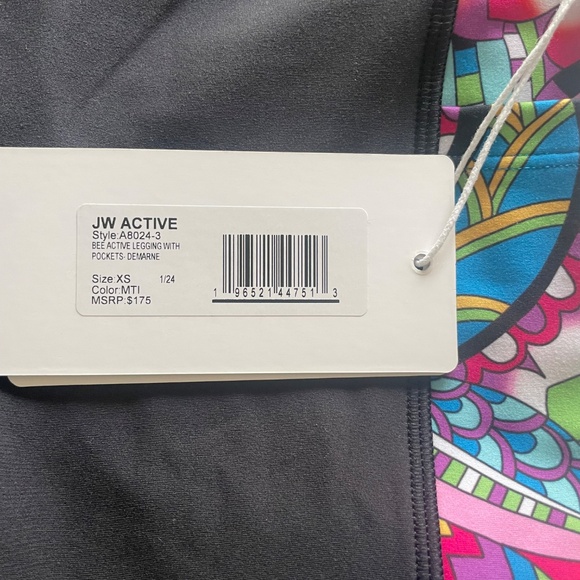 JW ACTIVE
Style:A8024-3
BEE ACTIVE LEGGING WITH
POCKETS- DEMARNE
Size:XS 1/24
Color:MTI
MSRP:$175
1 96521 44751 3